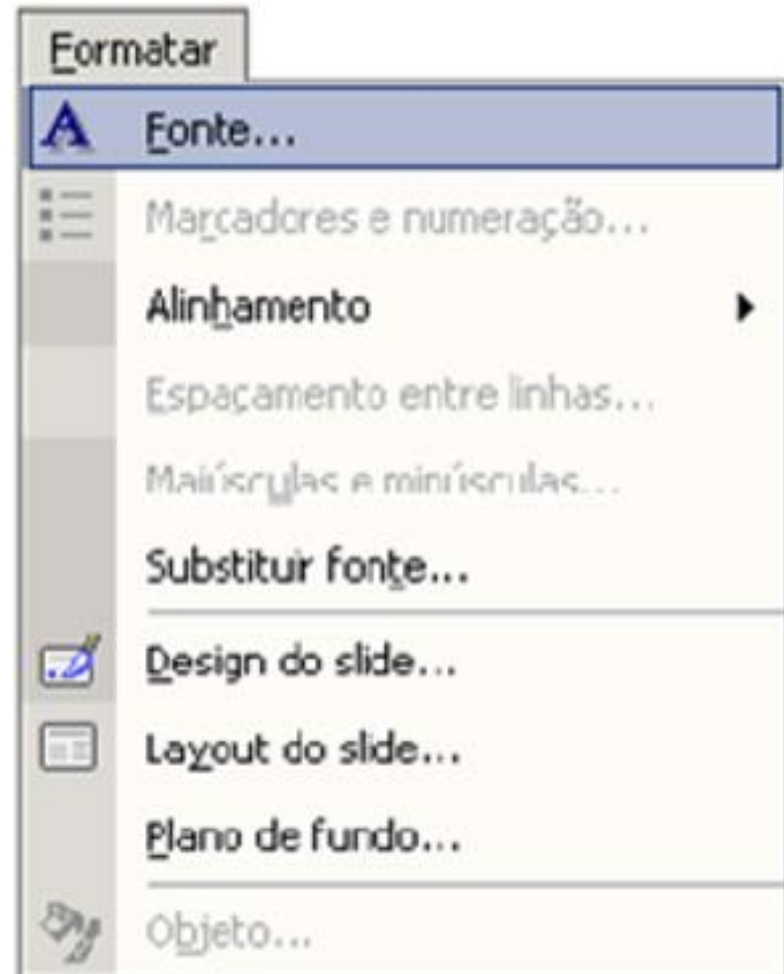 Formatar
Fonte...
Marcadores e numeração...
Alinhamento
Espaçamento entre linhas...
Maiúsculas e minúsculas...
Substituir fonte...
Design do slide...
Layout do slide...
Plano de fundo...
Objeto...